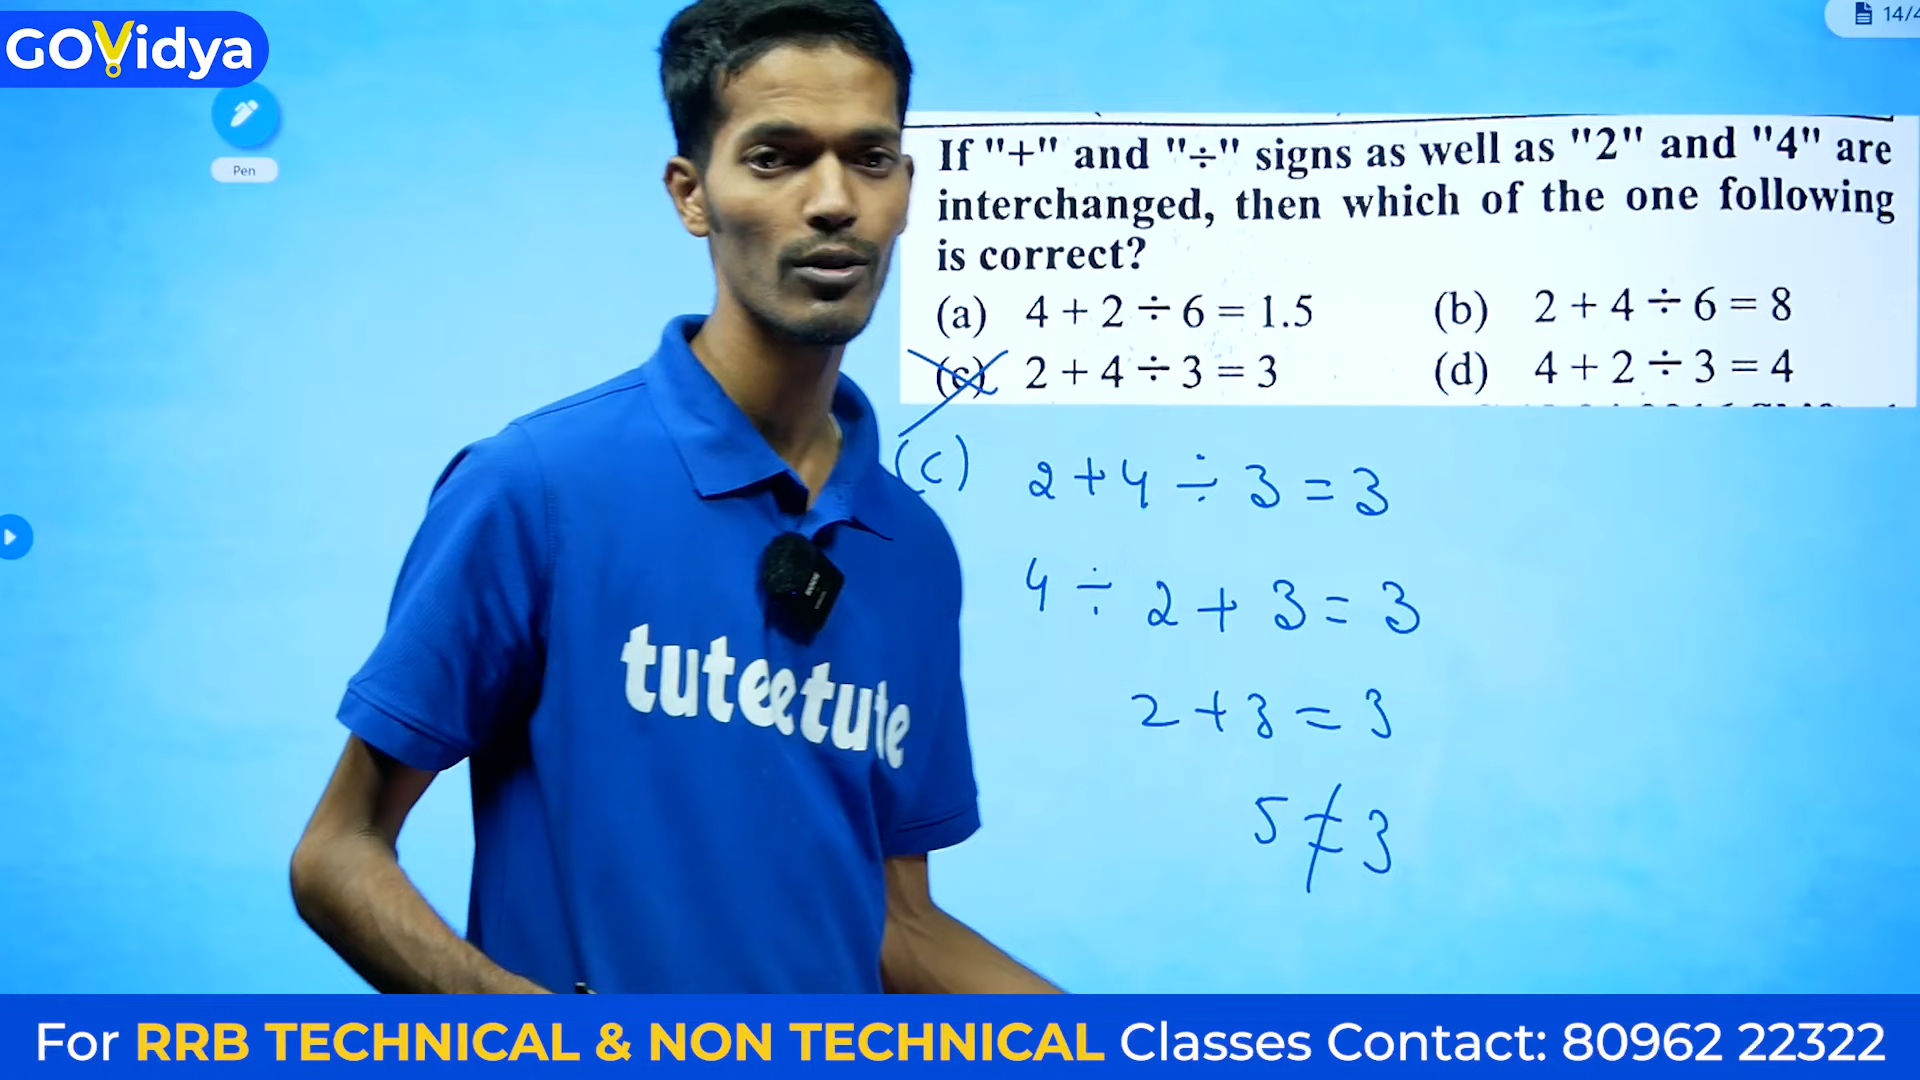 GOVidya
14/4
Pen
If "+" and "÷" signs as well as "2" and "4" are
interchanged, then which of the one following
is correct?
(a) 4 + 2 ÷ 6 = 1.5 (b) 2 + 4 ÷ 6 = 8
(c) 2 + 4 ÷ 3 = 3 (d) 4 + 2 ÷ 3 = 4
(c) 2 + 4 ÷ 3 = 3
4 ÷ 2 + 3 = 3
2 + 3 = 3
5 ≠ 3
tuteetute
For RRB TECHNICAL & NON TECHNICAL Classes Contact: 80962 22322